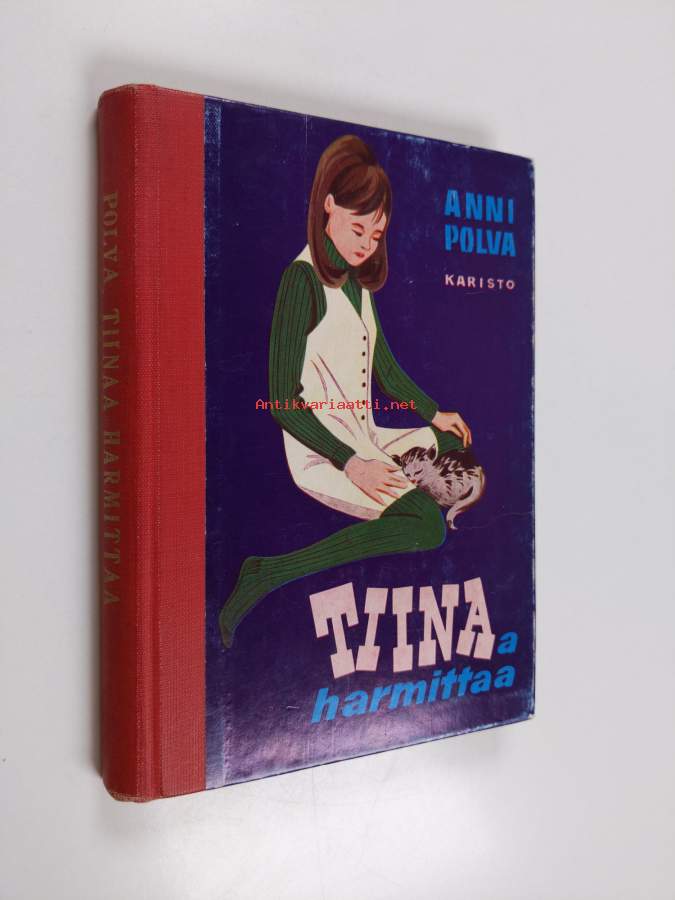 POLVA TIINAA HARMITTAA
ANNI
POLVA
KARISTO
Antikvariaatti.net
TIINAa
harmittaa